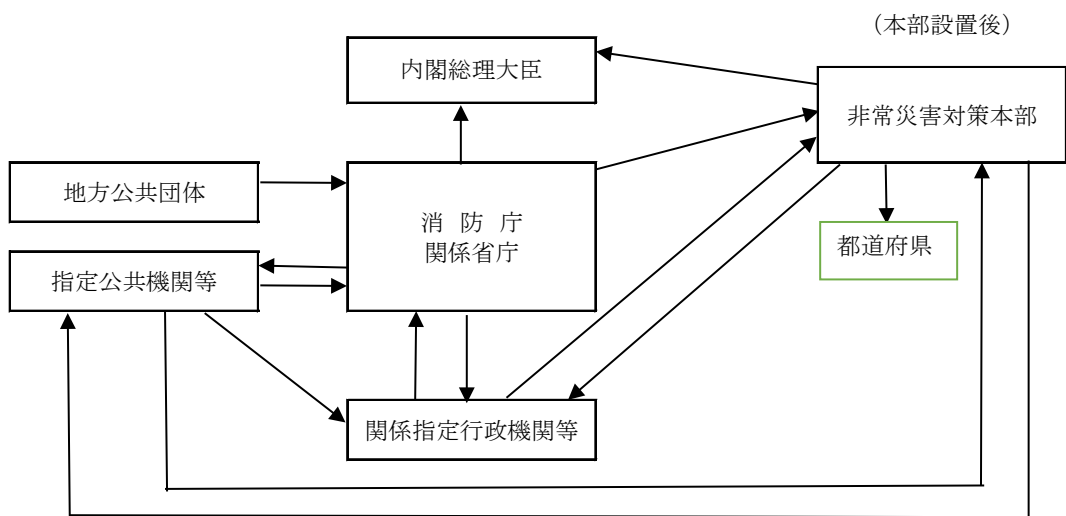 （本部設置後）
内閣総理大臣
非常災害対策本部
地方公共団体
消　防　庁
関係省庁
都道府県
指定公共機関等
関係指定行政機関等